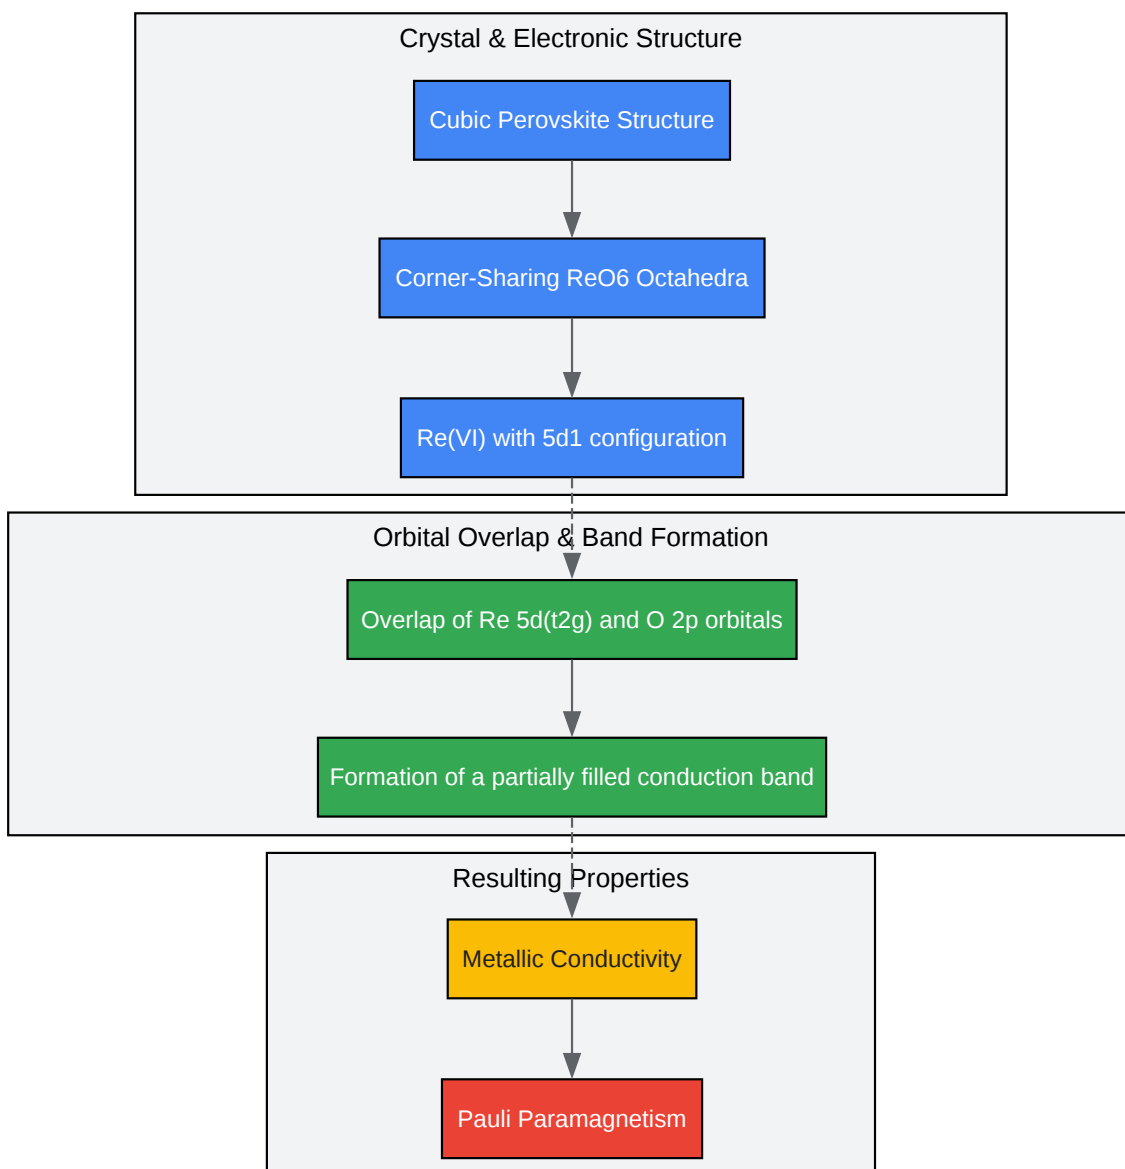 Crystal & Electronic Structure
Cubic Perovskite Structure
Corner-Sharing ReO6 Octahedra
Re(VI) with 5d1 configuration
Orbital Overlap & Band Formation
Overlap of Re 5d(t2g) and O 2p orbitals
Formation of a partially filled conduction band
Resulting Properties
Metallic Conductivity
Pauli Paramagnetism